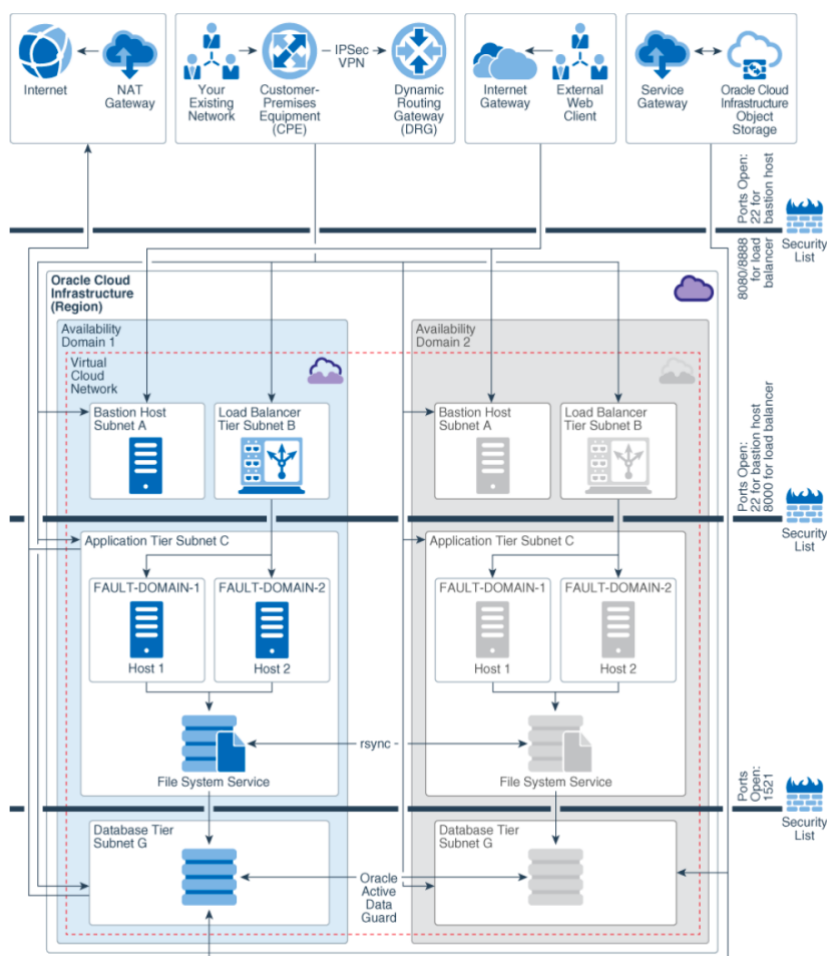 Internet
NAT
Gateway
Your
Existing
Network
Customer-
Premises
Equipment
(CPE)
IPSec
VPN
Dynamic
Routing
Gateway
(DRG)
Internet
Gateway
External
Web
Client
Service
Gateway
Oracle Cloud
Infrastructure
Object
Storage
Ports Open:
22 for
bastion host
8080/8888
for load
balancer
Security
List
Oracle Cloud
Infrastructure
(Region)
Availability
Domain 1
Availability
Domain 2
Virtual
Cloud
Network
Bastion Host
Subnet A
Load Balancer
Tier Subnet B
Bastion Host
Subnet A
Load Balancer
Tier Subnet B
Ports Open:
22 for bastion host
8000 for load balancer
Security
List
Application Tier Subnet C
Application Tier Subnet C
FAULT-DOMAIN-1
FAULT-DOMAIN-2
FAULT-DOMAIN-1
FAULT-DOMAIN-2
Host 1
Host 2
Host 1
Host 2
rsync
File System Service
File System Service
Ports
Open:
1521
Security
List
Database Tier
Subnet G
Database Tier
Subnet G
Oracle
Active
Data
Guard